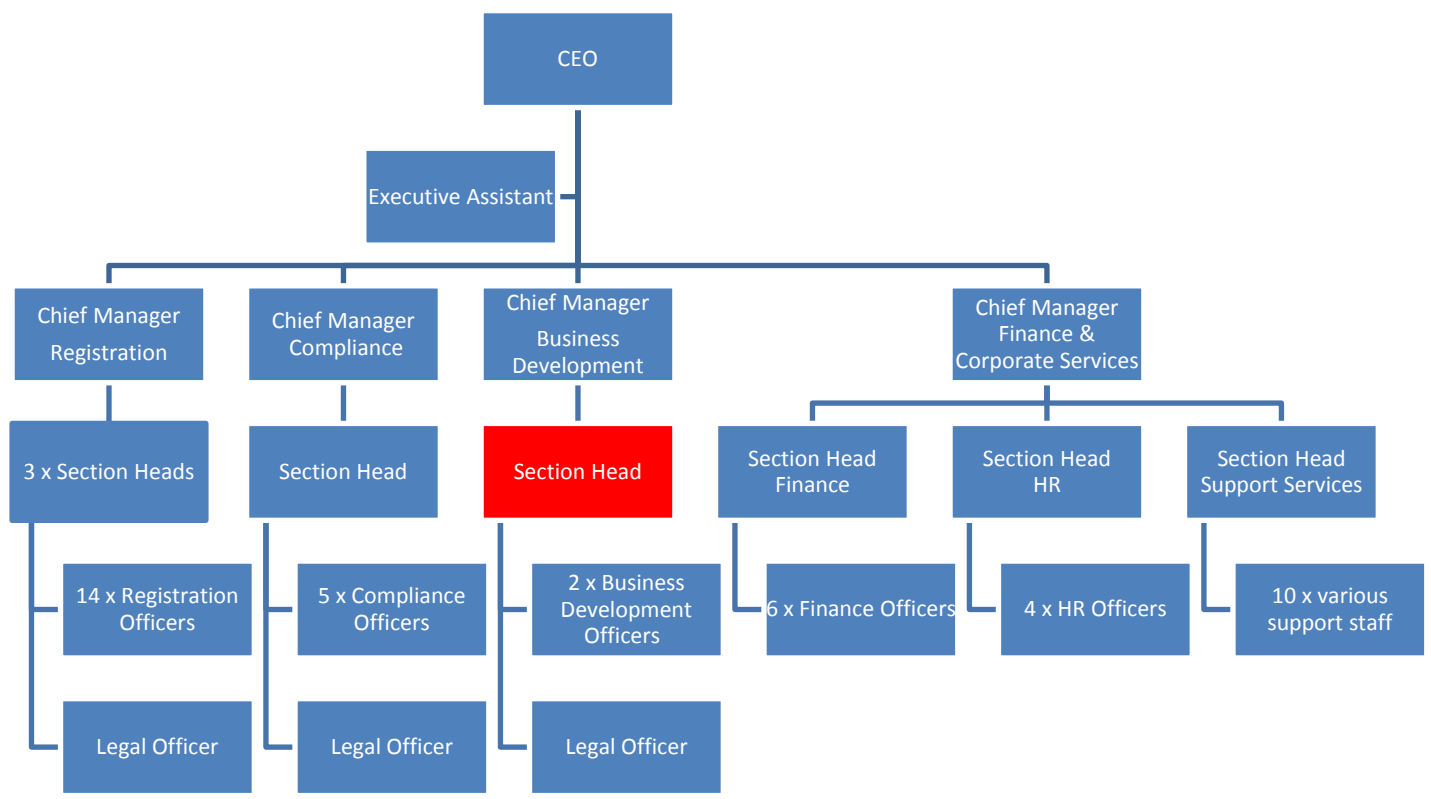 CEO
Executive Assistant
Chief Manager
Registration
Chief Manager
Compliance
Chief Manager
Business
Development
Chief Manager
Finance &
Corporate Services
3 x Section Heads
Section Head
Section Head
Section Head
Finance
Section Head
HR
Section Head
Support Services
14 x Registration
Officers
5 x Compliance
Officers
2 x Business
Development
Officers
6 x Finance Officers
4 x HR Officers
10 x various
support staff
Legal Officer
Legal Officer
Legal Officer